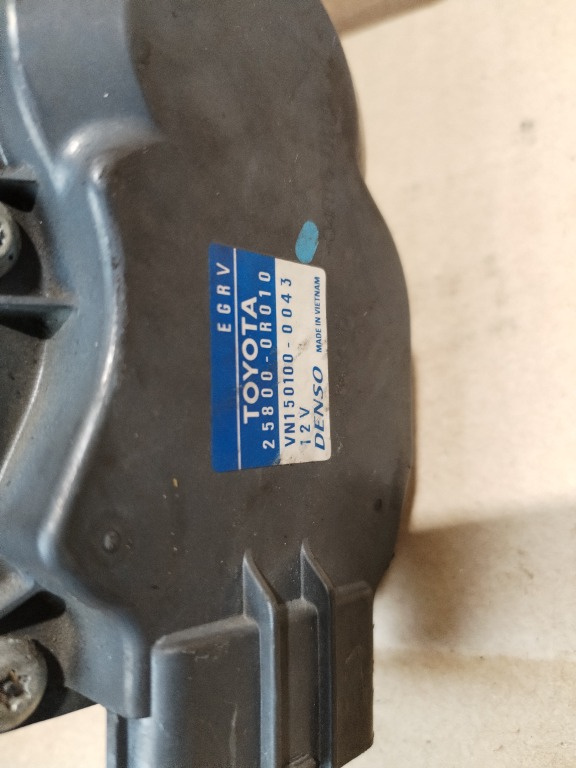 EGRV
TOYOTA
25800-0R010
VN150100-0043
12V
DENSO MADE IN VIETNAM